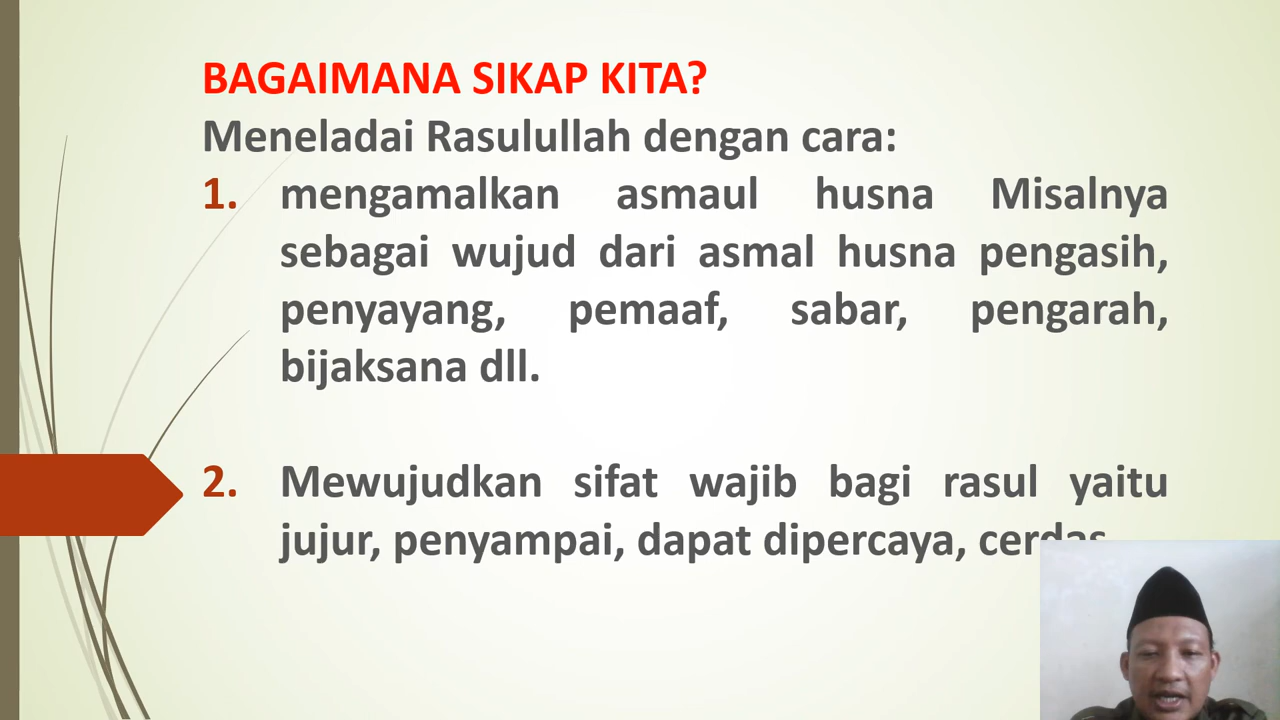 BAGAIMANA SIKAP KITA?
Meneladai Rasulullah dengan cara:
1. mengamalkan asmaul husna Misalnya
sebagai wujud dari asmal husna pengasih,
penyayang, pemaaf, sabar, pengarah,
bijaksana dll.
2. Mewujudkan sifat wajib bagi rasul yaitu
jujur, penyampai, dapat dipercaya, cerdas